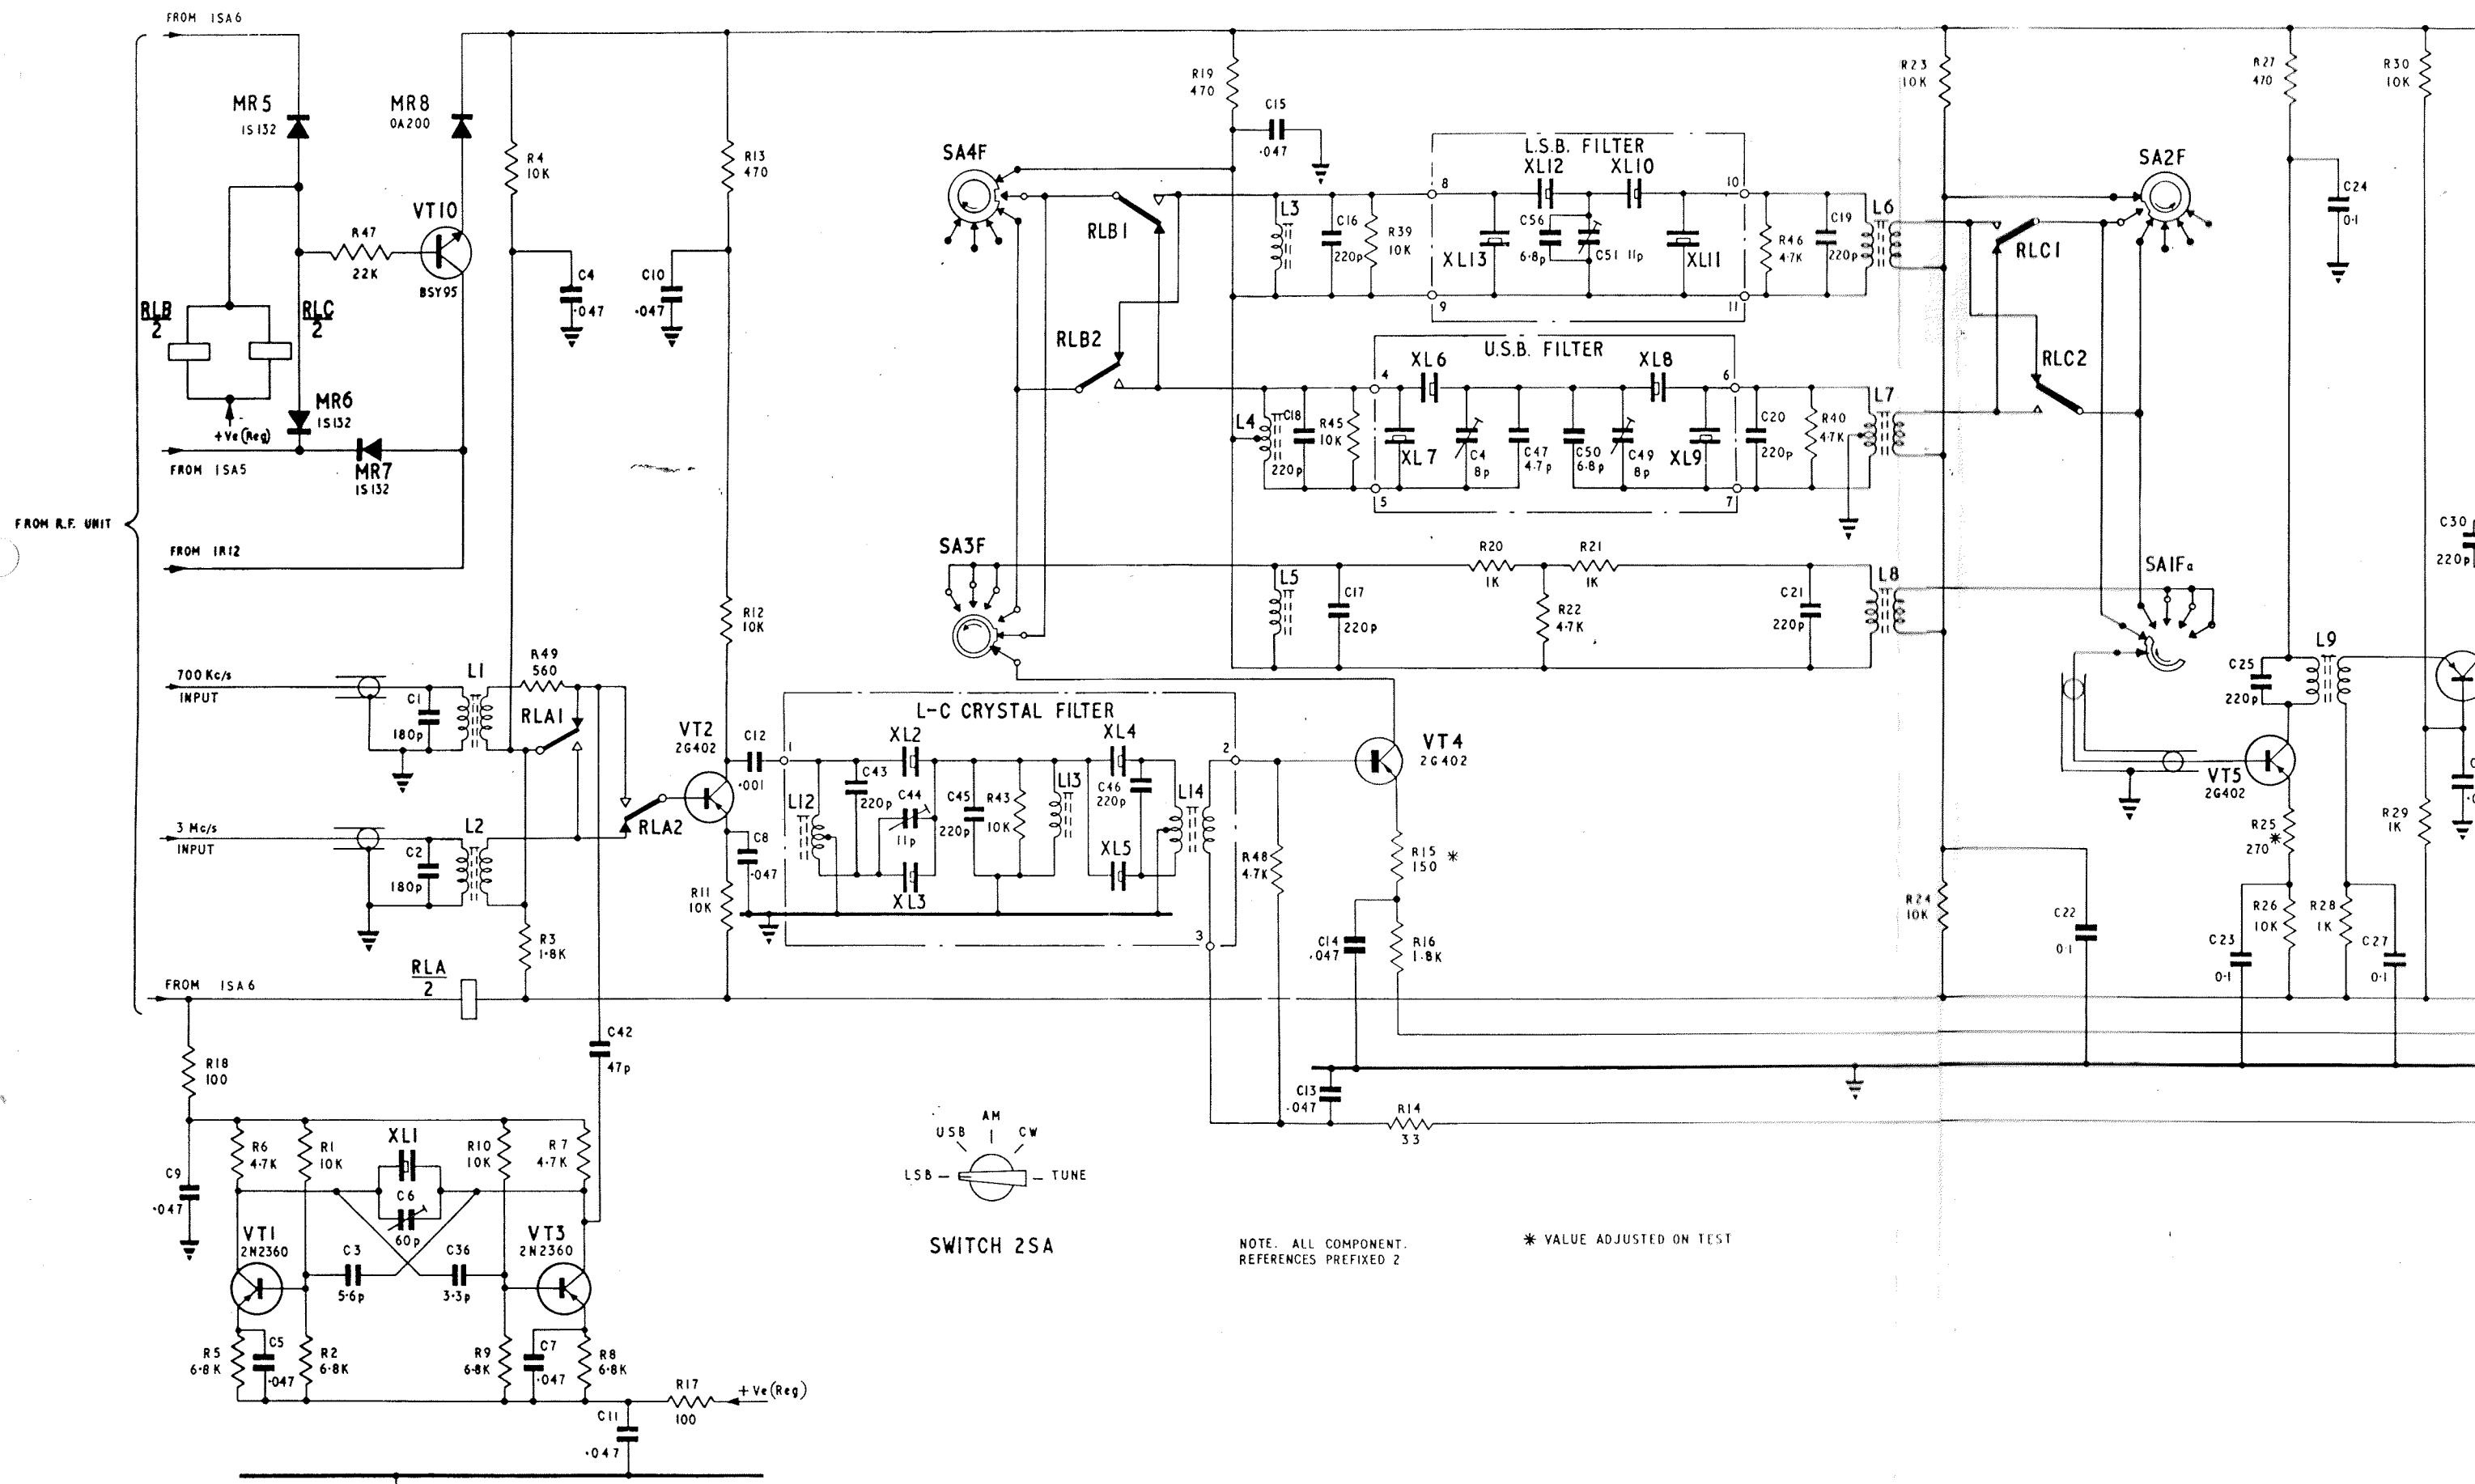 FROM 1SA6
MR5
1S132
MR8
0A200
R4
10K
R13
470
VT10
R47
22K
BSY95
RLB
2
RLC
2
C4
·047
C10
·047
MR6
1S132
+Ve(Reg)
FROM 1SA5
MR7
1S132
FROM R.F. UNIT
FROM 1R12
R12
10K
700 Kc/s
INPUT
C1
180p
L1
R49
560
RLA1
VT2
2G402
C12
·001
3 Mc/s
INPUT
C2
180p
L2
RLA2
C8
·047
R11
10K
R3
1·8K
FROM 1SA6
RLA
2
C42
47p
R18
100
C9
·047
R6
4·7K
R1
10K
XL1
C6
60p
R10
10K
R7
4·7K
VT1
2N2360
C3
5·6p
C36
3·3p
VT3
2N2360
R5
6·8K
C5
·047
R2
6·8K
R9
6·8K
C7
·047
R8
6·8K
R17
100
+Ve(Reg)
C11
·047
R19
470
C15
·047
SA4F
RLB1
RLB2
L3
C16
220p
R39
10K
L.S.B. FILTER
XL12
XL10
8
10
C56
6·8p
C51 11p
XL13
XL11
9
11
R46
4·7K
C19
220p
L6
U.S.B. FILTER
XL6
XL8
4
6
L4
C18
220p
R45
10K
XL7
C4
8p
C47
4·7p
C50
6·8p
C49
8p
XL9
5
7
C20
220p
R40
4·7K
L7
SA3F
L5
C17
220p
R20
1K
R21
1K
R22
4·7K
C21
220p
L8
L-C CRYSTAL FILTER
1
2
3
XL2
XL4
L12
C43
220p
C44
11p
XL3
C45
220p
R43
10K
L13
C46
220p
XL5
L14
VT4
2G402
R48
4·7K
R15
150 *
C14
·047
R16
1·8K
C13
·047
R14
33
R23
10K
SA2F
RLC1
RLC2
R27
470
R30
10K
C24
0·1
C30
220p
SA1Fa
C25
220p
L9
VT5
2G402
R25
270 *
R29
1K
R24
10K
C22
0·1
C23
0·1
R26
10K
R28
1K
C27
0·1
LSB
USB
AM
CW
TUNE
SWITCH 2SA
NOTE. ALL COMPONENT.
REFERENCES PREFIXED 2
* VALUE ADJUSTED ON TEST